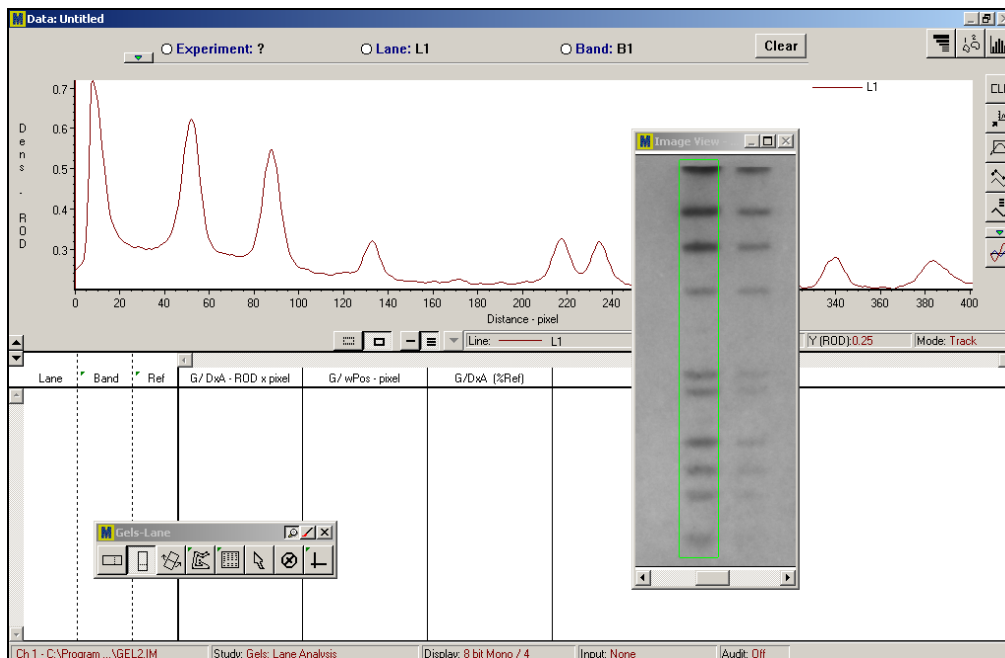 Data: Untitled
Experiment: ?
Lane: L1
Band: B1
Clear
L1
Dens - ROD
0.7
0.6
0.5
0.4
0.3
0 20 40 60 80 100 120 140 160 180 200 220 240 340 360 380 400
Distance - pixel
Image View
Line: L1
Y (ROD):0.25
Mode: Track
Lane Band Ref G/ DxA - ROD x pixel G/ wPos - pixel G/DxA (%Ref)
Gels-Lane
Ch 1 - C:\Program ...\GEL2.IM
Study: Gels: Lane Analysis
Display: 8 bit Mono / 4
Input: None
Audit: Off